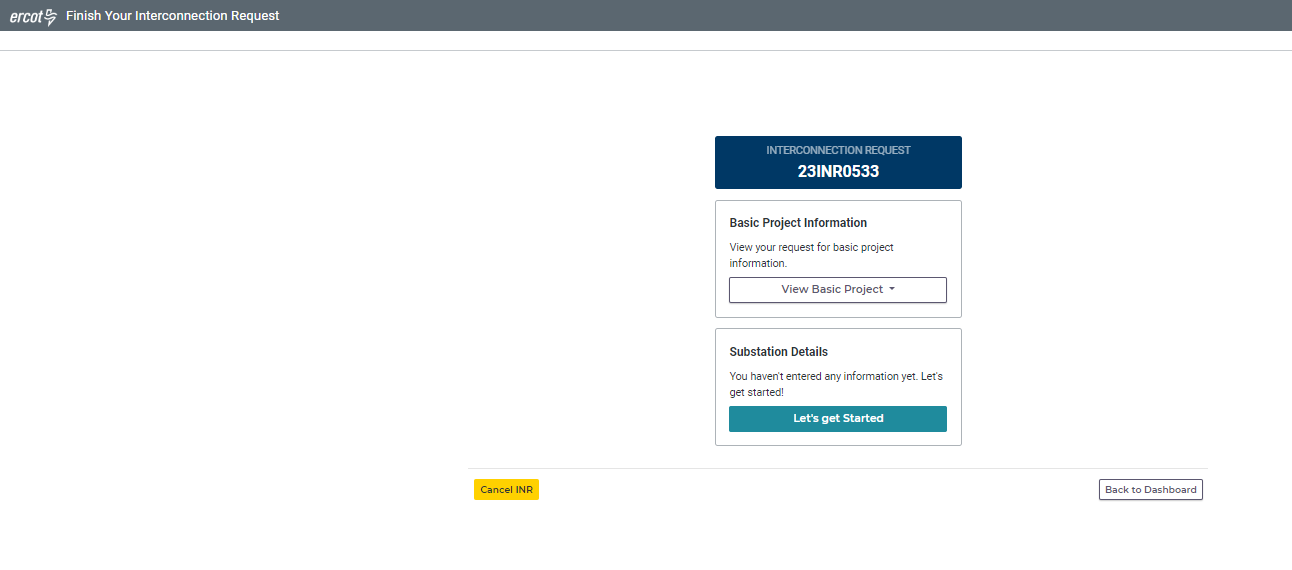 ercot Finish Your Interconnection Request
INTERCONNECTION REQUEST
23INR0533
Basic Project Information
View your request for basic project
information.
View Basic Project
Substation Details
You haven't entered any information yet. Let's
get started!
Let's get Started
Cancel INR
Back to Dashboard